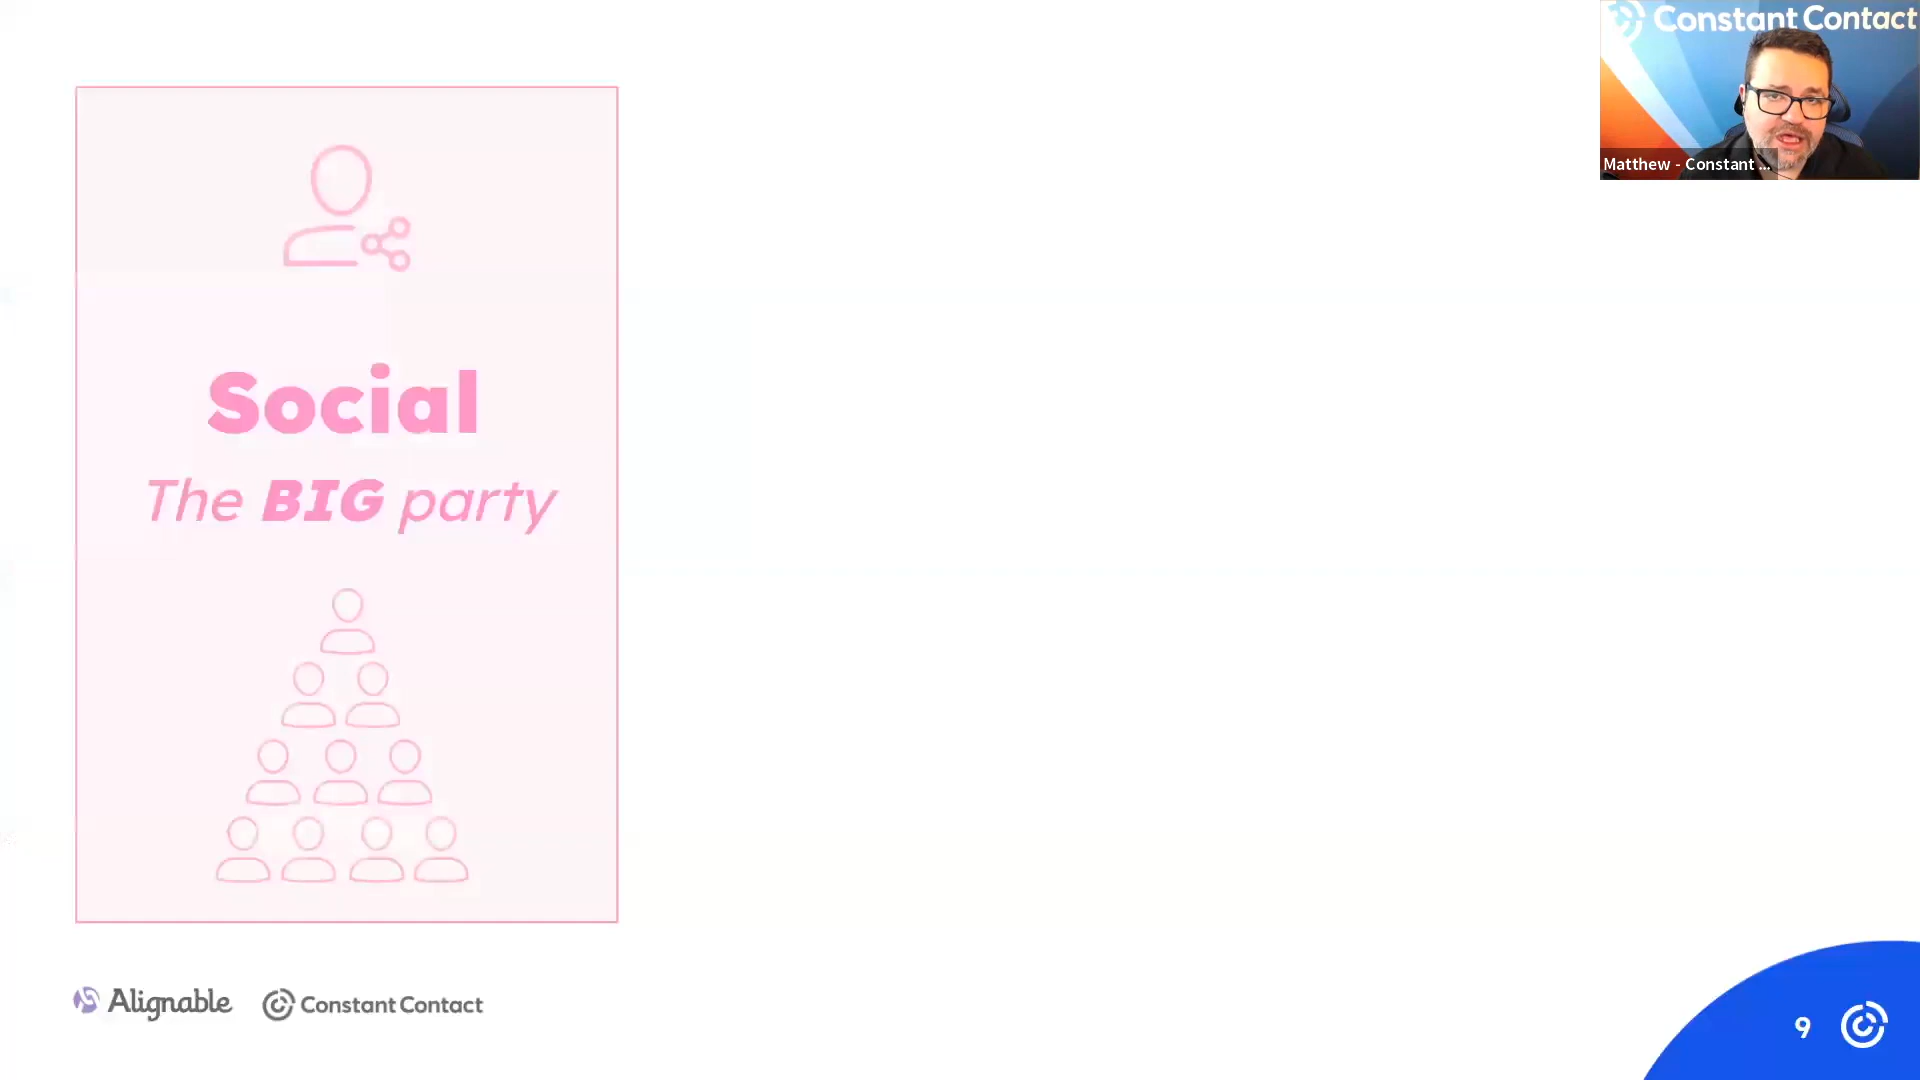 Constant Contact
Matthew - Constant ...
Social
The BIG party
Alignable
Constant Contact
9